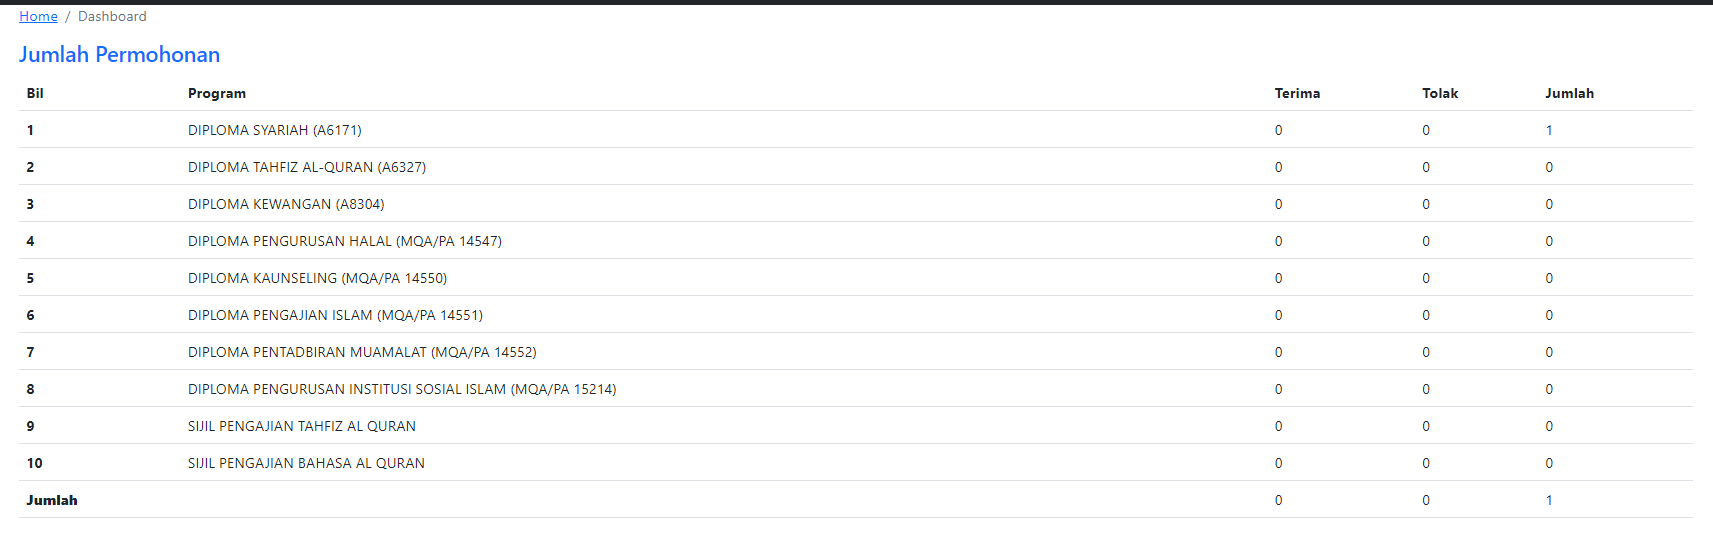 Home / Dashboard
Jumlah Permohonan
Bil Program Terima Tolak Jumlah
1 DIPLOMA SYARIAH (A6171) 0 0 1
2 DIPLOMA TAHFIZ AL-QURAN (A6327) 0 0 0
3 DIPLOMA KEWANGAN (A8304) 0 0 0
4 DIPLOMA PENGURUSAN HALAL (MQA/PA 14547) 0 0 0
5 DIPLOMA KAUNSELING (MQA/PA 14550) 0 0 0
6 DIPLOMA PENGAJIAN ISLAM (MQA/PA 14551) 0 0 0
7 DIPLOMA PENTADBIRAN MUAMALAT (MQA/PA 14552) 0 0 0
8 DIPLOMA PENGURUSAN INSTITUSI SOSIAL ISLAM (MQA/PA 15214) 0 0 0
9 SIJIL PENGAJIAN TAHFIZ AL QURAN 0 0 0
10 SIJIL PENGAJIAN BAHASA AL QURAN 0 0 0
Jumlah 0 0 1